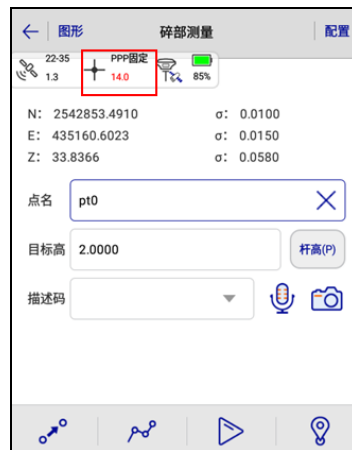 ← 图形 碎部测量 配置
22-35 PPP固定
1.3 14.0 85%
N: 2542853.4910 σ: 0.0100
E: 435160.6023 σ: 0.0150
Z: 33.8366 σ: 0.0580
点名 pt0
目标高 2.0000 杆高(P)
描述码